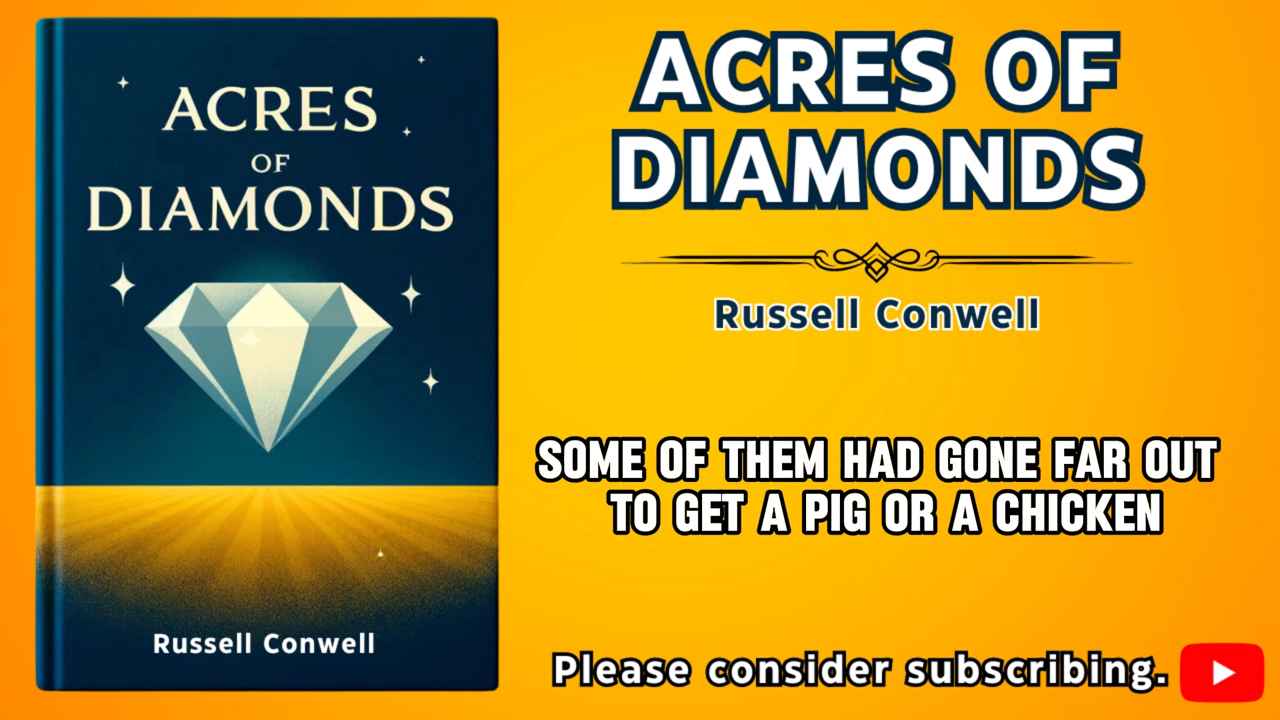 ACRES
OF
DIAMONDS
Russell Conwell
ACRES OF
DIAMONDS
Russell Conwell
SOME OF THEM HAD GONE FAR OUT
TO GET A PIG OR A CHICKEN
Please consider subscribing.